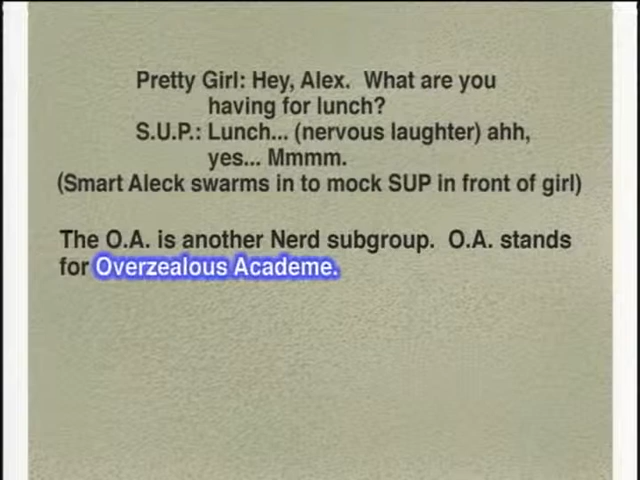 Pretty Girl: Hey, Alex. What are you
having for lunch?
S.U.P.: Lunch... (nervous laughter) ahh,
yes... Mmmm.
(Smart Aleck swarms in to mock SUP in front of girl)
The O.A. is another Nerd subgroup. O.A. stands
for Overzealous Academe.